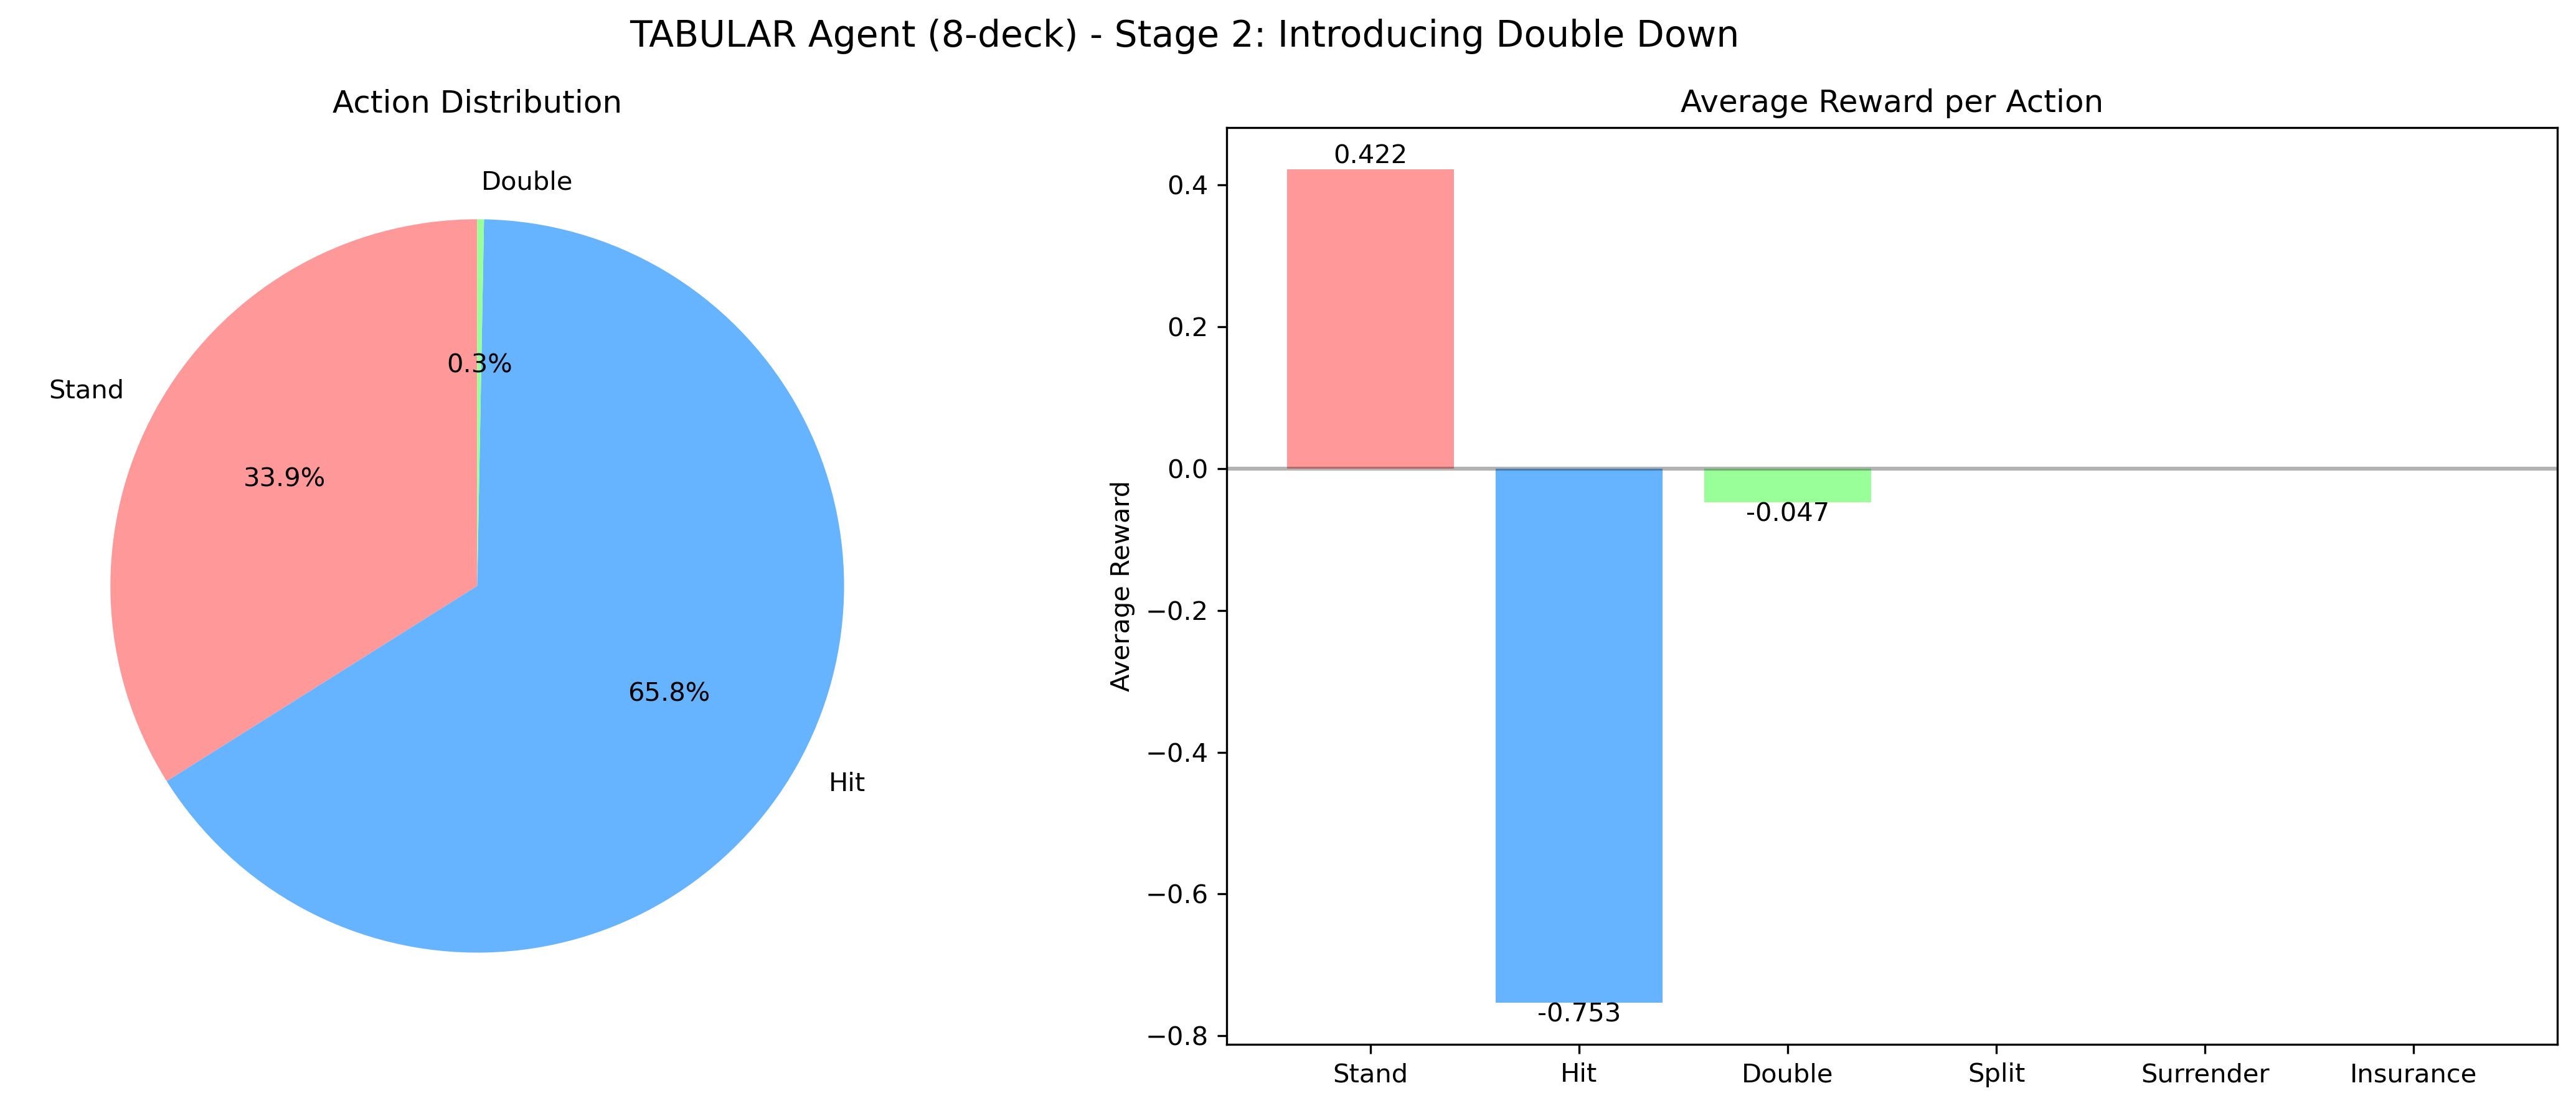 TABULAR Agent (8-deck) - Stage 2: Introducing Double Down
Action Distribution
Double
0.3%
Stand
33.9%
65.8%
Hit
Average Reward per Action
Average Reward
0.4
0.2
0.0
−0.2
−0.4
−0.6
−0.8
0.422
-0.753
-0.047
Stand
Hit
Double
Split
Surrender
Insurance